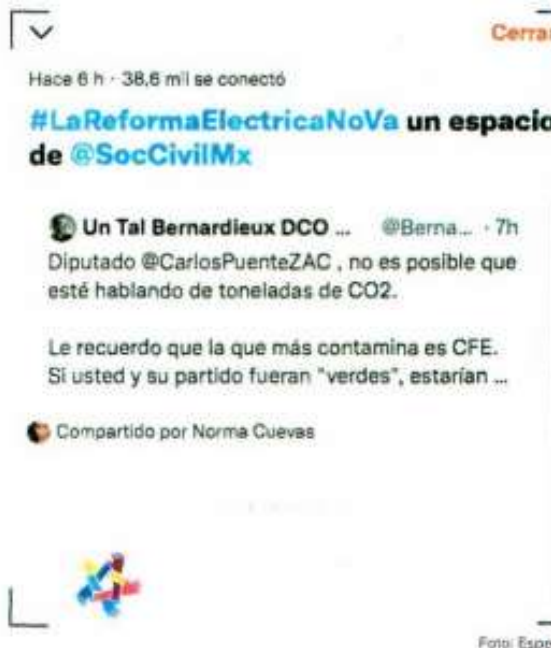 Cerrar
Hace 6 h · 38,6 mil se conectó
#LaReformaElectricaNoVa un espacio
de @SocCivilMx
Un Tal Bernardieux DCO ... @Berna... · 7h
Diputado @CarlosPuenteZAC , no es posible que
esté hablando de toneladas de CO2.
Le recuerdo que la que más contamina es CFE.
Si usted y su partido fueran "verdes", estarían ...
Compartido por Norma Cuevas
Foto: Espe